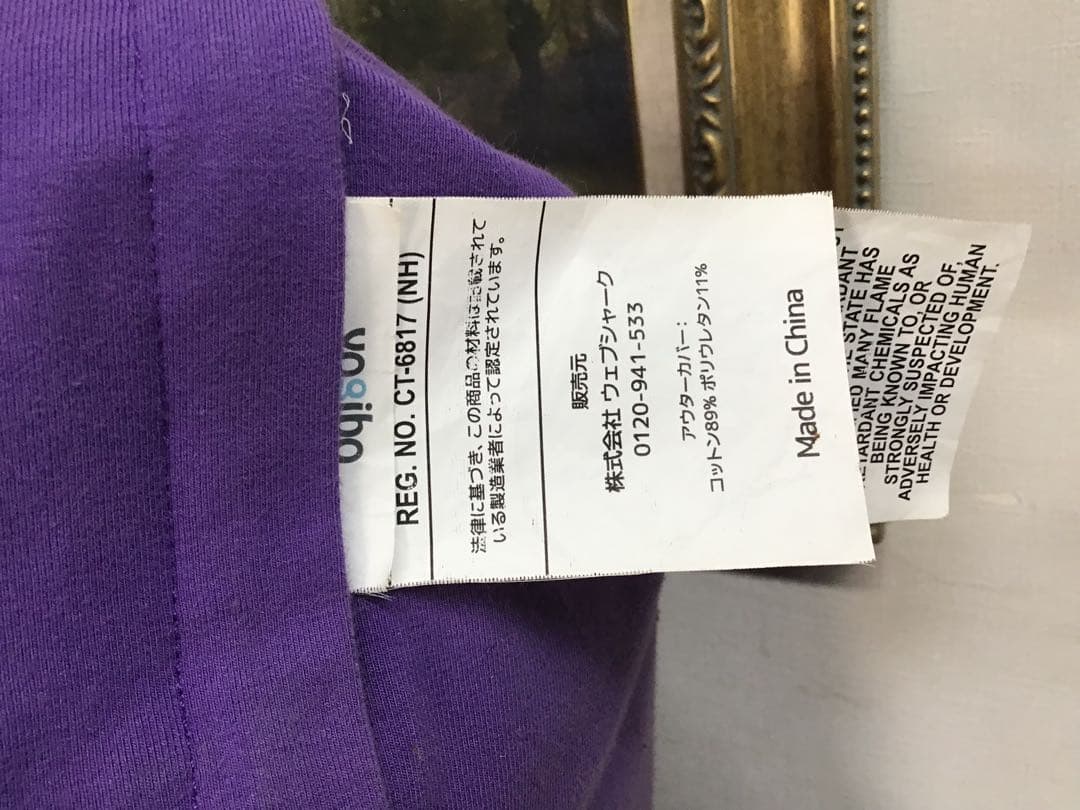 yogibo
REG. NO. CT-6817 (NH)
法律に基づき、この商品の材料は記載されて
いる製造業者によって認定されています。
販売元
株式会社 ウェブシャーク
0120-941-533
アウターカバー:
コットン89% ポリウレタン11%
Made in China
THE STATE HAS
MANY FLAME
RETARDANT CHEMICALS AS
BEING KNOWN TO, OR
STRONGLY SUSPECTED OF,
ADVERSELY IMPACTING HUMAN
HEALTH OR DEVELOPMENT.